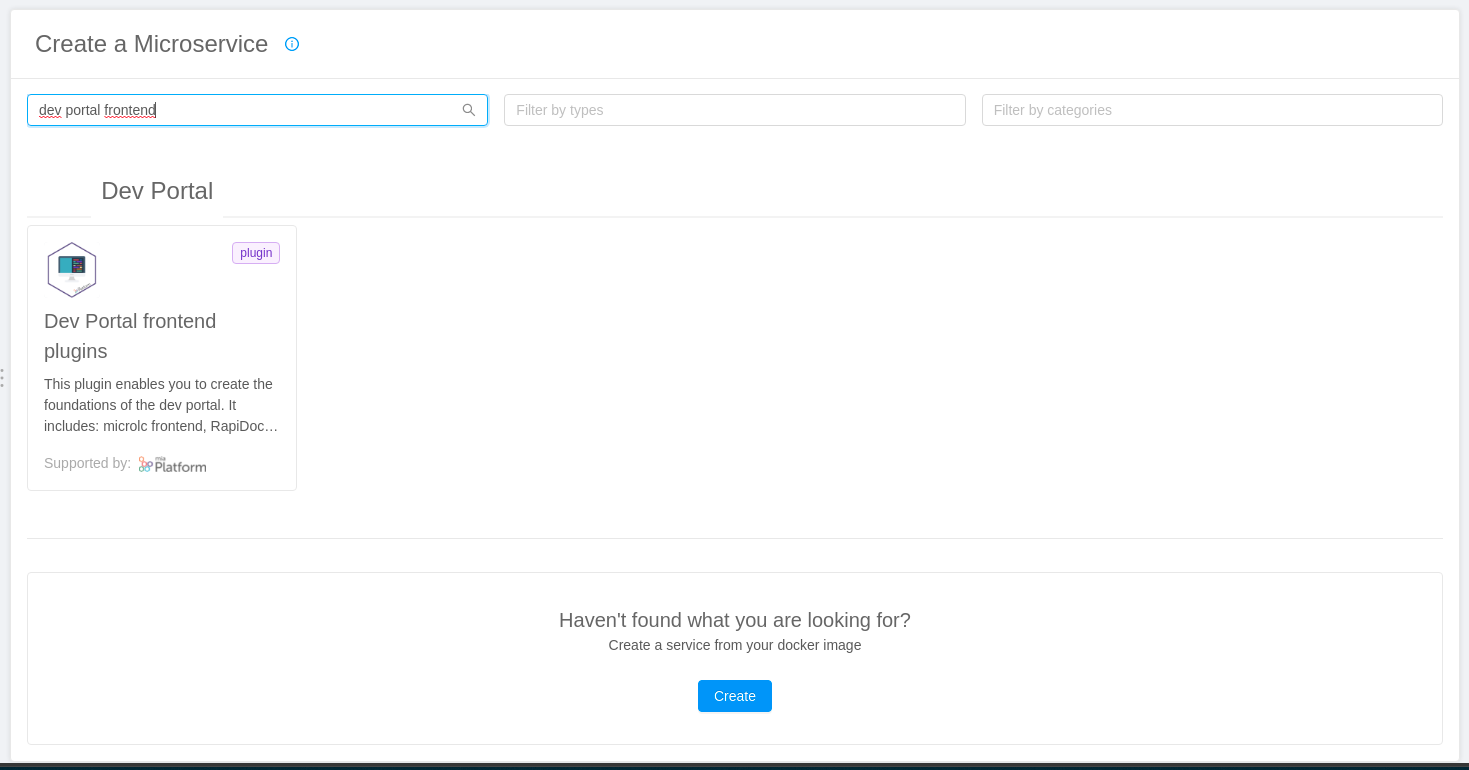 Create a Microservice
dev portal frontend
Filter by types
Filter by categories
Dev Portal
plugin
Dev Portal frontend
plugins
This plugin enables you to create the
foundations of the dev portal. It
includes: microlc frontend, RapiDoc…
Supported by: mia Platform
Haven't found what you are looking for?
Create a service from your docker image
Create